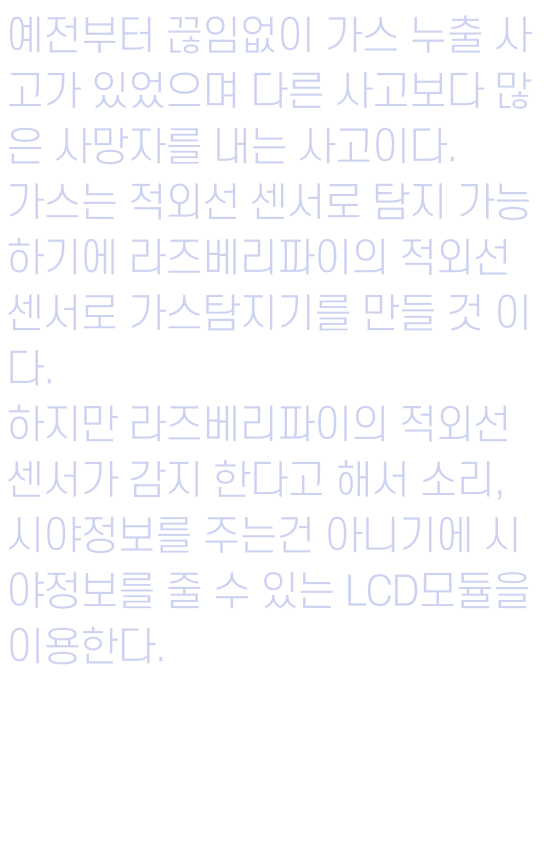 예전부터 끊임없이 가스 누출 사
고가 있었으며 다른 사고보다 많
은 사망자를 내는 사고이다.
가스는 적외선 센서로 탐지 가능
하기에 라즈베리파이의 적외선
센서로 가스탐지기를 만들 것 이
다.
하지만 라즈베리파이의 적외선
센서가 감지 한다고 해서 소리,
시야정보를 주는건 아니기에 시
야정보를 줄 수 있는 LCD모듈을
이용한다.